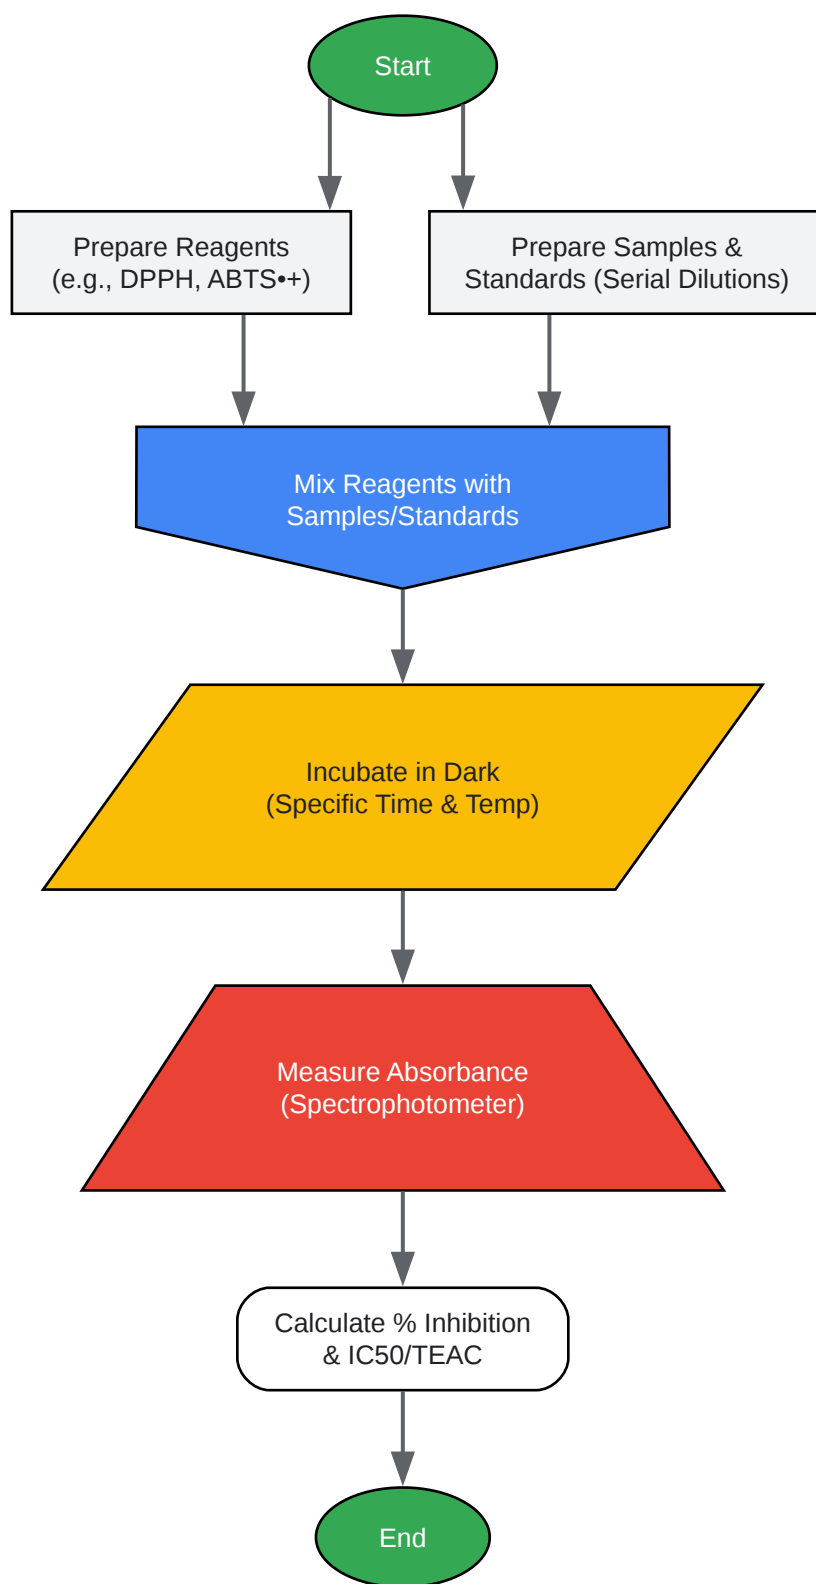 Start
Prepare Reagents
(e.g., DPPH, ABTS•+)
Prepare Samples &
Standards (Serial Dilutions)
Mix Reagents with
Samples/Standards
Incubate in Dark
(Specific Time & Temp)
Measure Absorbance
(Spectrophotometer)
Calculate % Inhibition
& IC50/TEAC
End